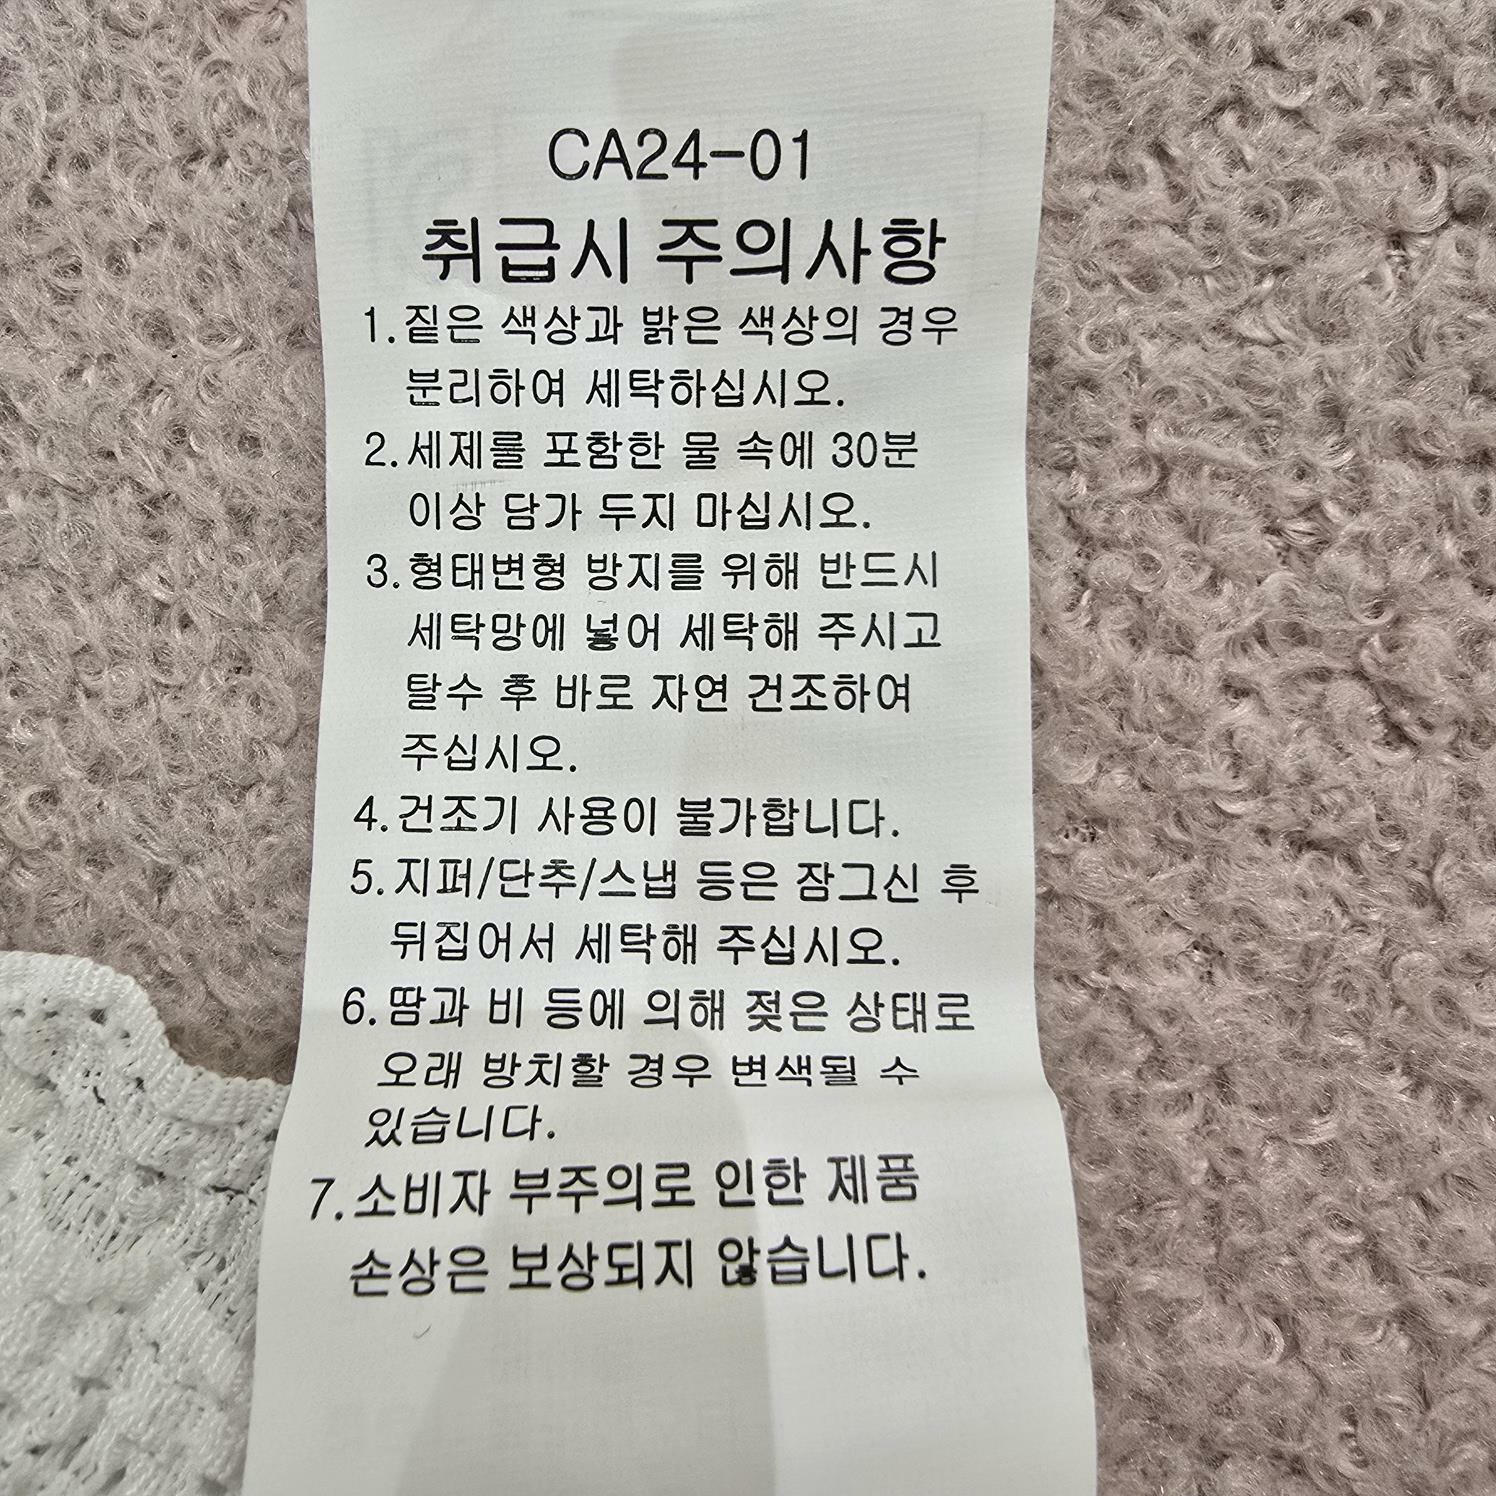 CA24-01
취급시 주의사항
1.짙은 색상과 밝은 색상의 경우
분리하여 세탁하십시오.
2.세제를 포함한 물 속에 30분
이상 담가 두지 마십시오.
3.형태변형 방지를 위해 반드시
세탁망에 넣어 세탁해 주시고
탈수 후 바로 자연 건조하여
주십시오.
4.건조기 사용이 불가합니다.
5.지퍼/단추/스냅 등은 잠그신 후
뒤집어서 세탁해 주십시오.
6.땀과 비 등에 의해 젖은 상태로
오래 방치할 경우 변색될 수
있습니다.
7.소비자 부주의로 인한 제품
손상은 보상되지 않습니다.